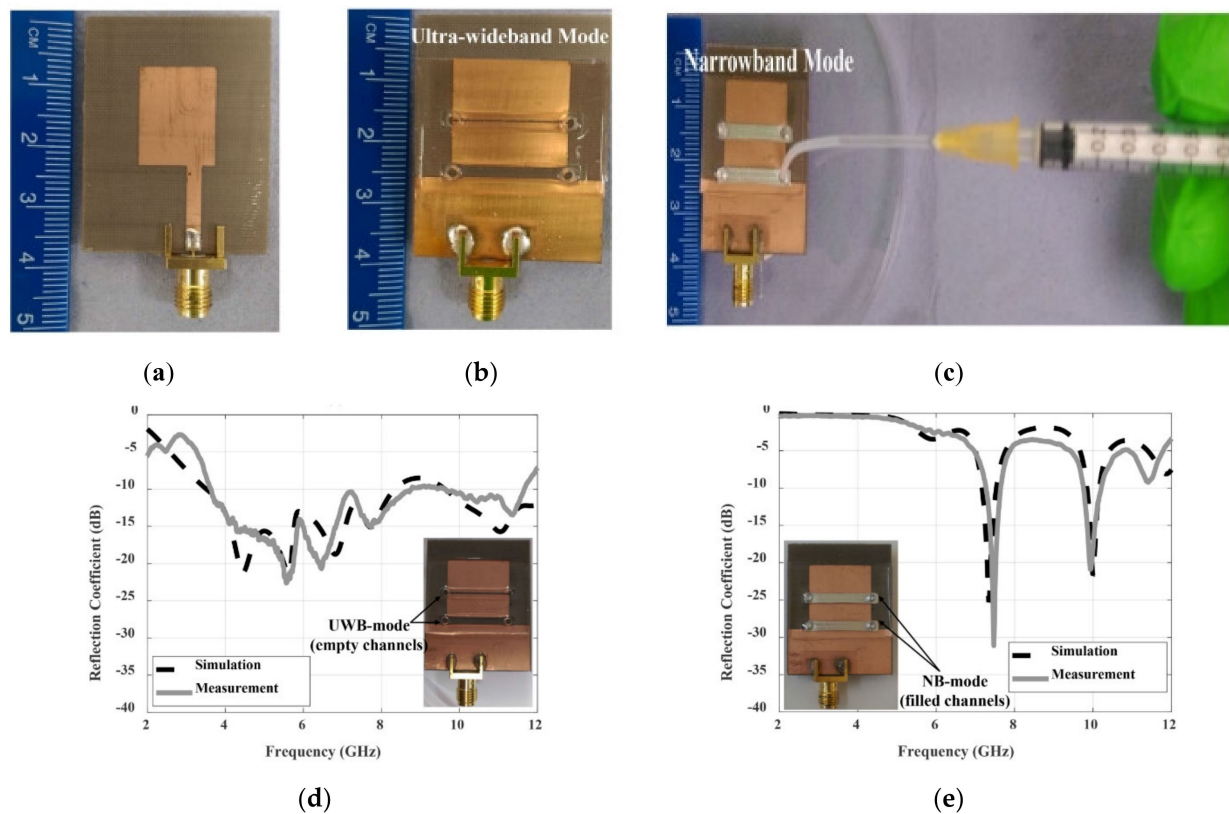 CM
1
2
3
4
5
CM
1
2
3
4
5
Ultra-wideband Mode
1
2
3
4
5
Narrowband Mode
(a)
(b)
(c)
0
-5
-10
-15
-20
-25
-30
-35
-40
Reflection Coefficient (dB)
UWB-mode
(empty channels)
Simulation
Measurement
2
4
6
8
10
12
Frequency (GHz)
0
-5
-10
-15
-20
-25
-30
-35
-40
Reflection Coefficient (dB)
NB-mode
(filled channels)
Simulation
Measurement
2
4
6
8
10
12
Frequency (GHz)
(d)
(e)